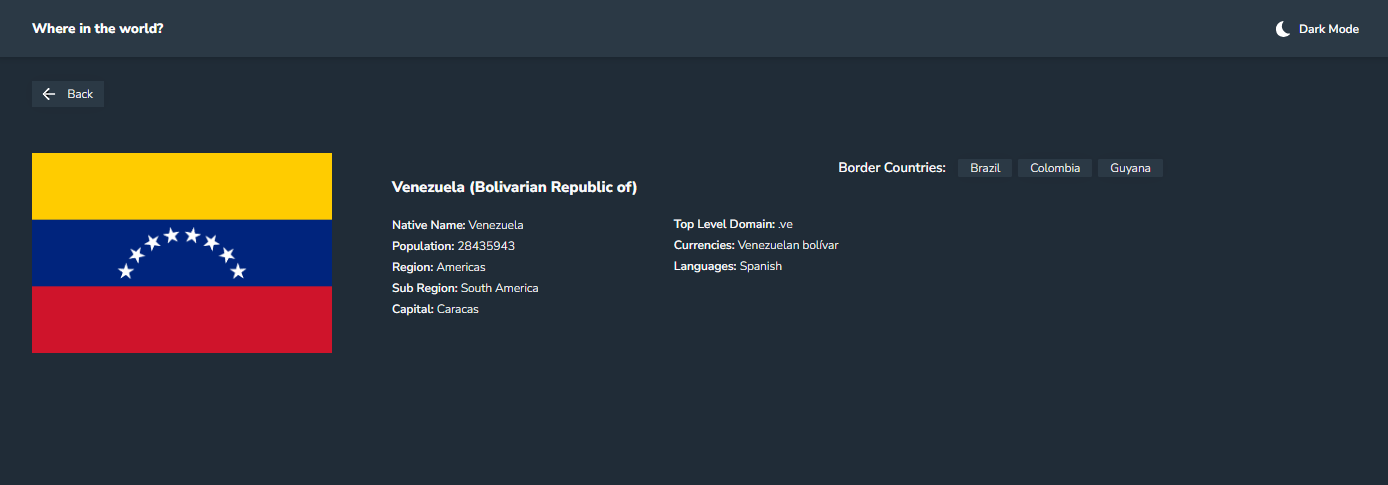 Where in the world?
Dark Mode
Back
Border Countries: Brazil Colombia Guyana
Venezuela (Bolivarian Republic of)
Native Name: Venezuela
Population: 28435943
Region: Americas
Sub Region: South America
Capital: Caracas
Top Level Domain: .ve
Currencies: Venezuelan bolívar
Languages: Spanish